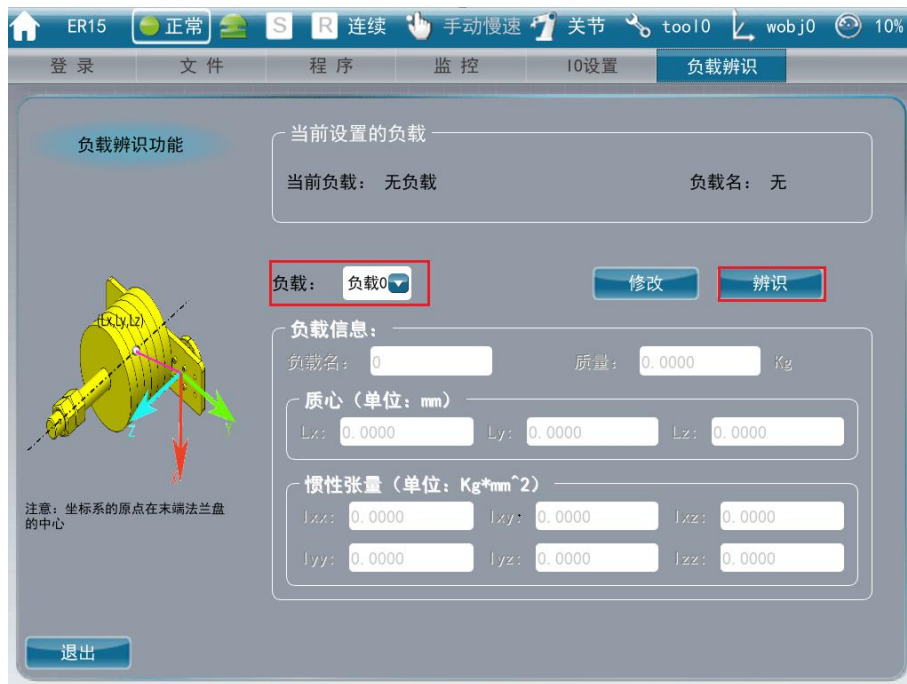 ER15 正常 S R 连续 手动慢速 关节 tool0 wobj0 10%
登录 文件 程序 监控 IO设置 负载辨识
负载辨识功能
当前设置的负载
当前负载： 无负载 负载名： 无
负载： 负载0 修改 辨识
(Lx,Ly,Lz)
Z Y
X
注意：坐标系的原点在末端法兰盘
的中心
负载信息：
负载名： 0 质量： 0.0000 Kg
质心（单位：mm）
Lx: 0.0000 Ly: 0.0000 Lz: 0.0000
惯性张量（单位：Kg*mm^2）
Ixx: 0.0000 Ixy: 0.0000 Ixz: 0.0000
Iyy: 0.0000 Iyz: 0.0000 Izz: 0.0000
退出